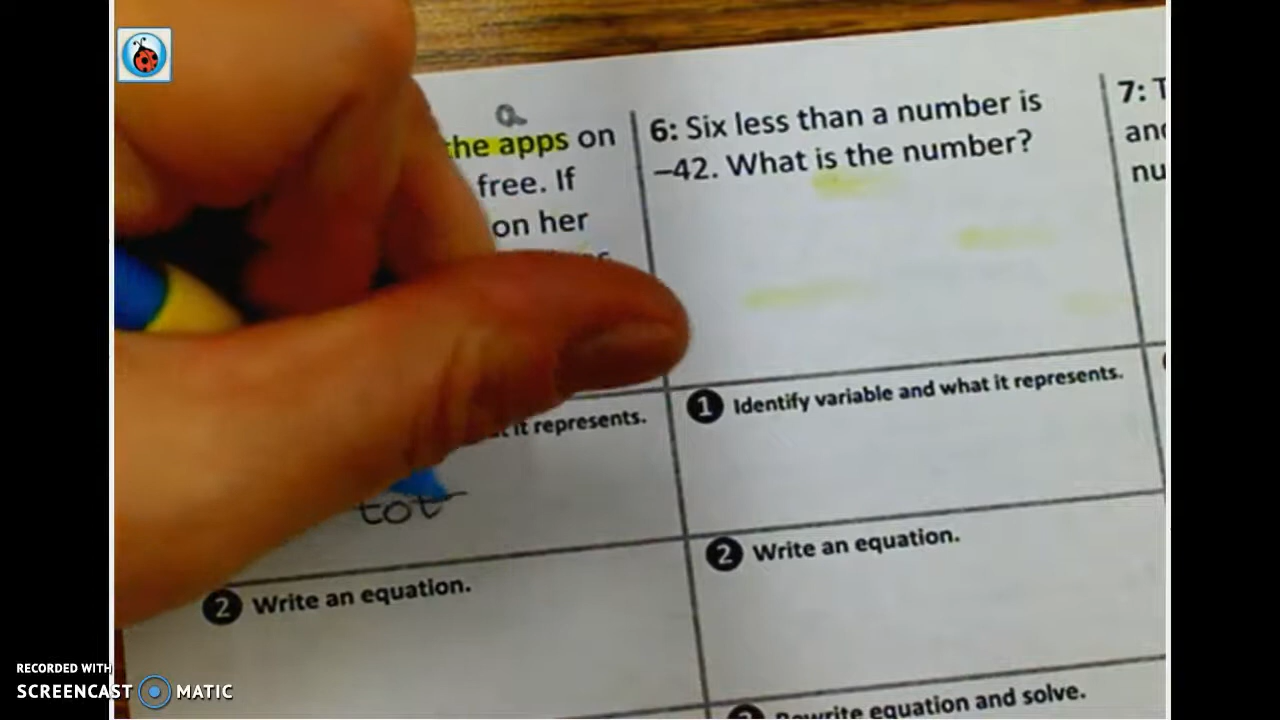 a
the apps on
free. If
on her
it represents.
tot
2 Write an equation.
6: Six less than a number is
–42. What is the number?
1 Identify variable and what it represents.
2 Write an equation.
Rewrite equation and solve.
7:
RECORDED WITH
SCREENCAST MATIC